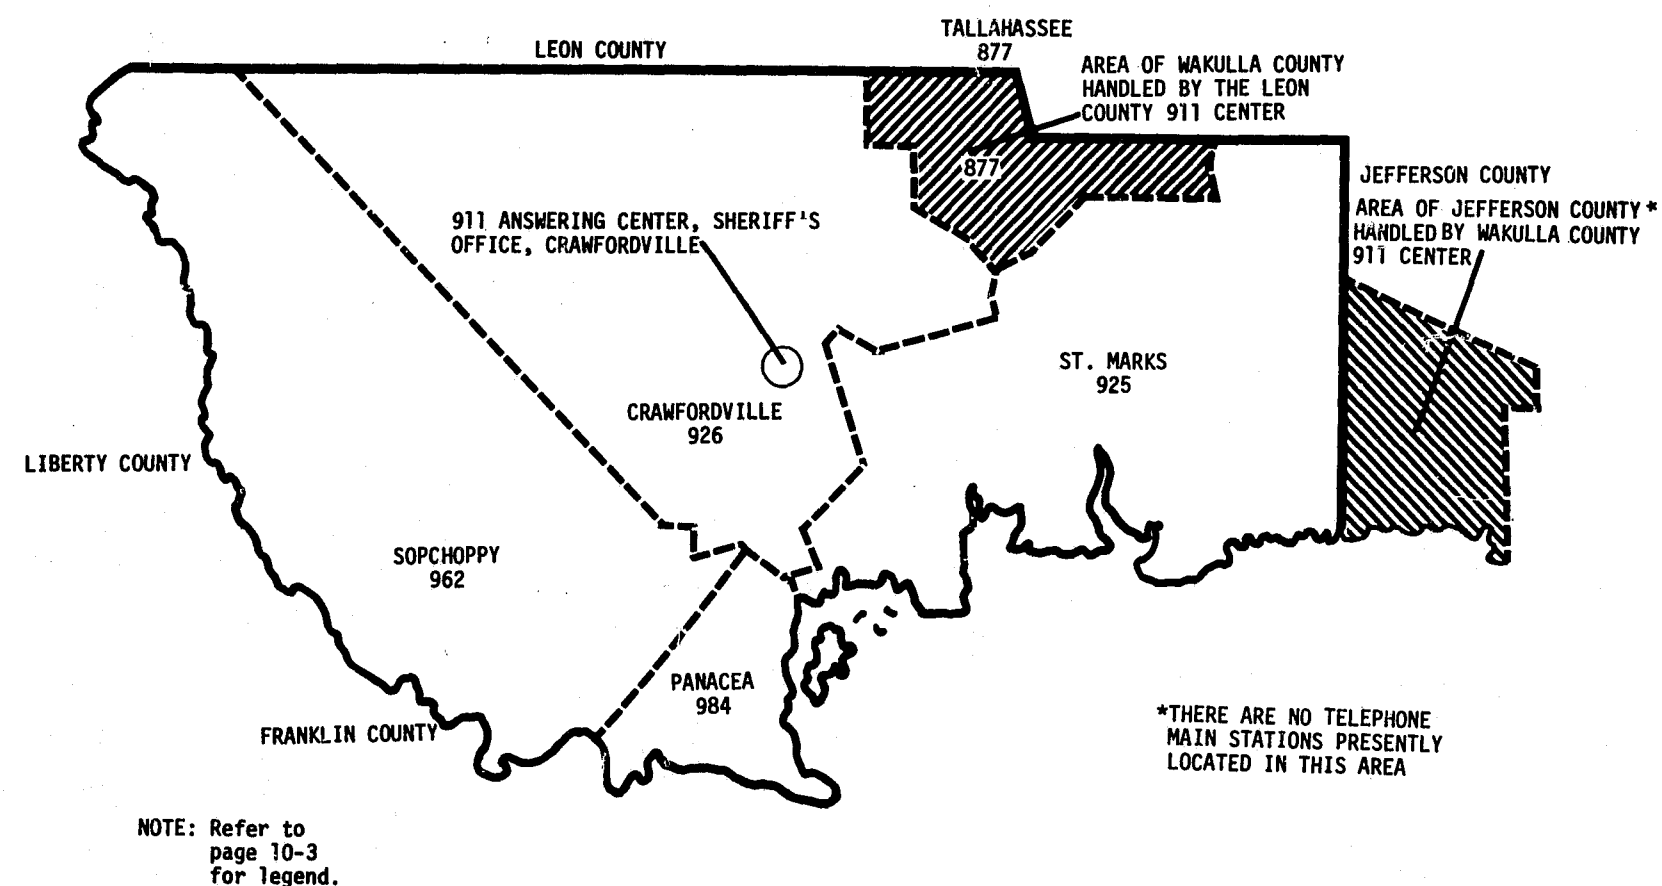 TALLAHASSEE
877
LEON COUNTY
AREA OF WAKULLA COUNTY
HANDLED BY THE LEON
COUNTY 911 CENTER
877
JEFFERSON COUNTY
AREA OF JEFFERSON COUNTY*
HANDLED BY WAKULLA COUNTY
911 CENTER
911 ANSWERING CENTER, SHERIFF'S
OFFICE, CRAWFORDVILLE
ST. MARKS
925
CRAWFORDVILLE
926
LIBERTY COUNTY
SOPCHOPPY
962
PANACEA
984
FRANKLIN COUNTY
*THERE ARE NO TELEPHONE
MAIN STATIONS PRESENTLY
LOCATED IN THIS AREA
NOTE: Refer to
page 10-3
for legend.